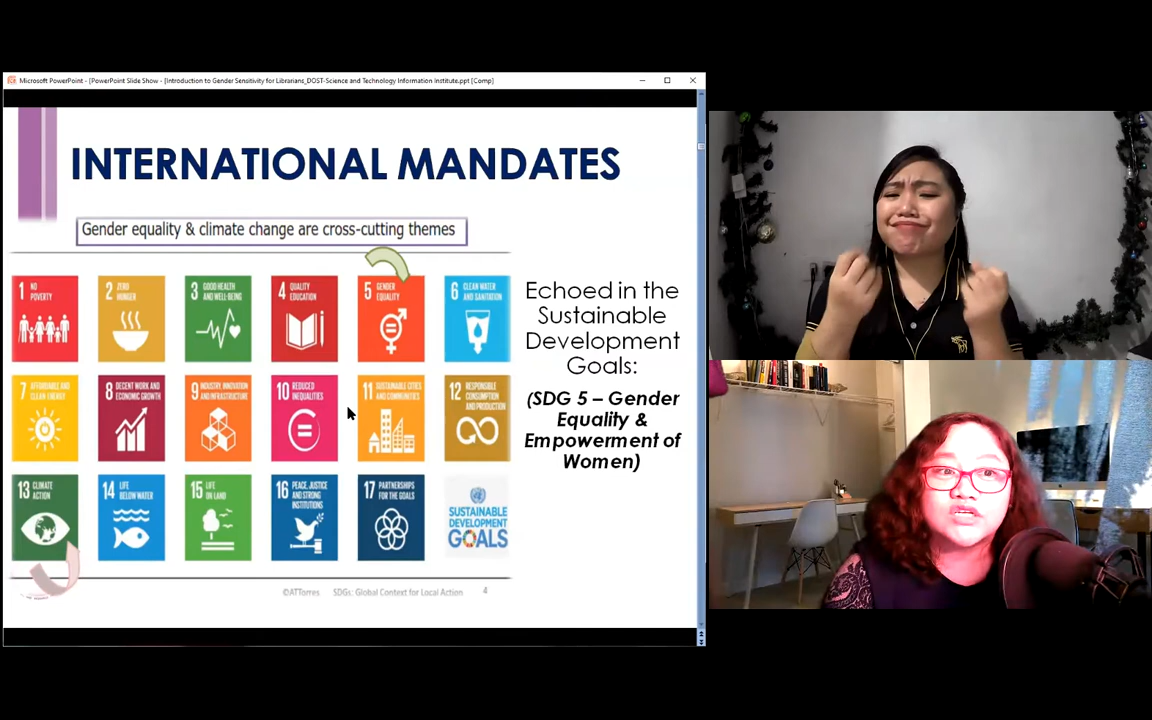 Microsoft PowerPoint - [PowerPoint Slide Show - [Introduction to Gender Sensitivity for Librarians_DOST-Science and Technology Information Institute.ppt [Comp]
INTERNATIONAL MANDATES
Gender equality & climate change are cross-cutting themes
1 NO
POVERTY
2 ZERO
HUNGER
3 GOOD HEALTH
AND WELL-BEING
4 QUALITY
EDUCATION
5 GENDER
EQUALITY
6 CLEAN WATER
AND SANITATION
7 AFFORDABLE AND
CLEAN ENERGY
8 DECENT WORK AND
ECONOMIC GROWTH
9 INDUSTRY, INNOVATION
AND INFRASTRUCTURE
10 REDUCED
INEQUALITIES
11 SUSTAINABLE CITIES
AND COMMUNITIES
12 RESPONSIBLE
CONSUMPTION
AND PRODUCTION
13 CLIMATE
ACTION
14 LIFE
BELOW WATER
15 LIFE
ON LAND
16 PEACE, JUSTICE
AND STRONG
INSTITUTIONS
17 PARTNERSHIPS
FOR THE GOALS
SUSTAINABLE
DEVELOPMENT
GOALS
Echoed in the
Sustainable
Development
Goals:
(SDG 5 – Gender
Equality &
Empowerment of
Women)
©ATTorres SDGs: Global Context for Local Action 4